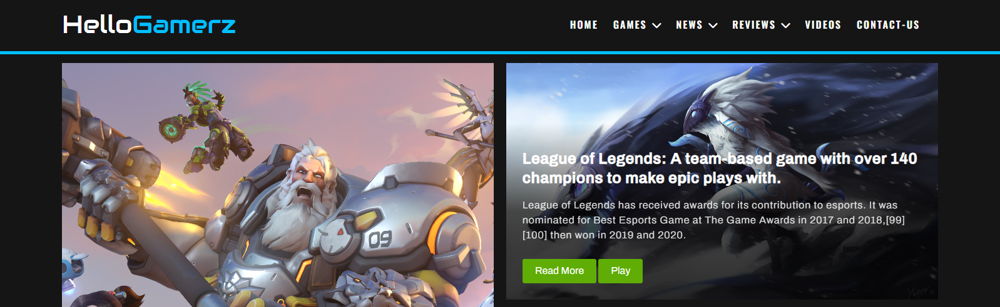 HelloGamerz
HOME GAMES NEWS REVIEWS VIDEOS CONTACT-US
09
League of Legends: A team-based game with over 140
champions to make epic plays with.
League of Legends has received awards for its contribution to esports. It was
nominated for Best Esports Game at The Game Awards in 2017 and 2018,[99]
[100] then won in 2019 and 2020.
Read More Play